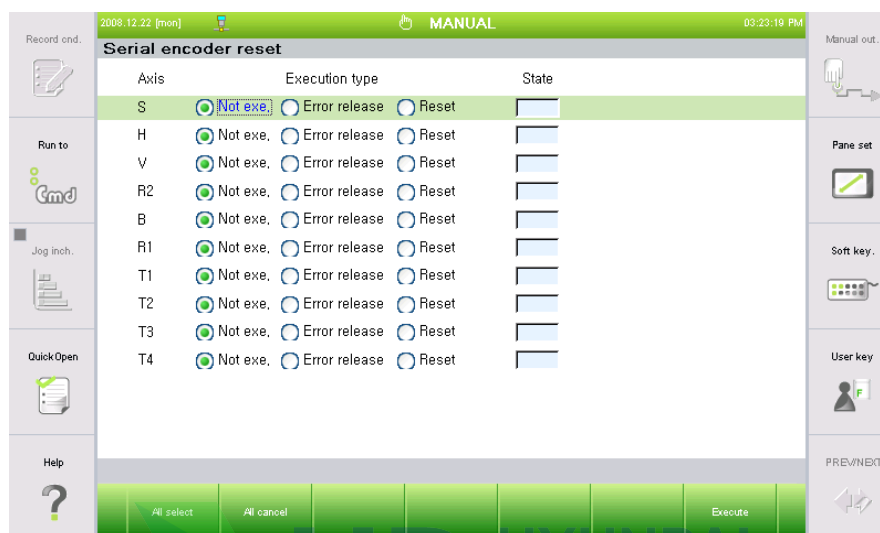 2008.12.22 [mon] MANUAL 03:23:19 PM
Serial encoder reset
Record cnd.
Run to
Cmd
Jog inch.
Quick Open
Help
Axis Execution type State
S Not exe, Error release Reset
H Not exe, Error release Reset
V Not exe, Error release Reset
R2 Not exe, Error release Reset
B Not exe, Error release Reset
R1 Not exe, Error release Reset
T1 Not exe, Error release Reset
T2 Not exe, Error release Reset
T3 Not exe, Error release Reset
T4 Not exe, Error release Reset
All select All cancel Execute
Manual out.
Pane set
Soft key.
User key
F
PREV/NEXT